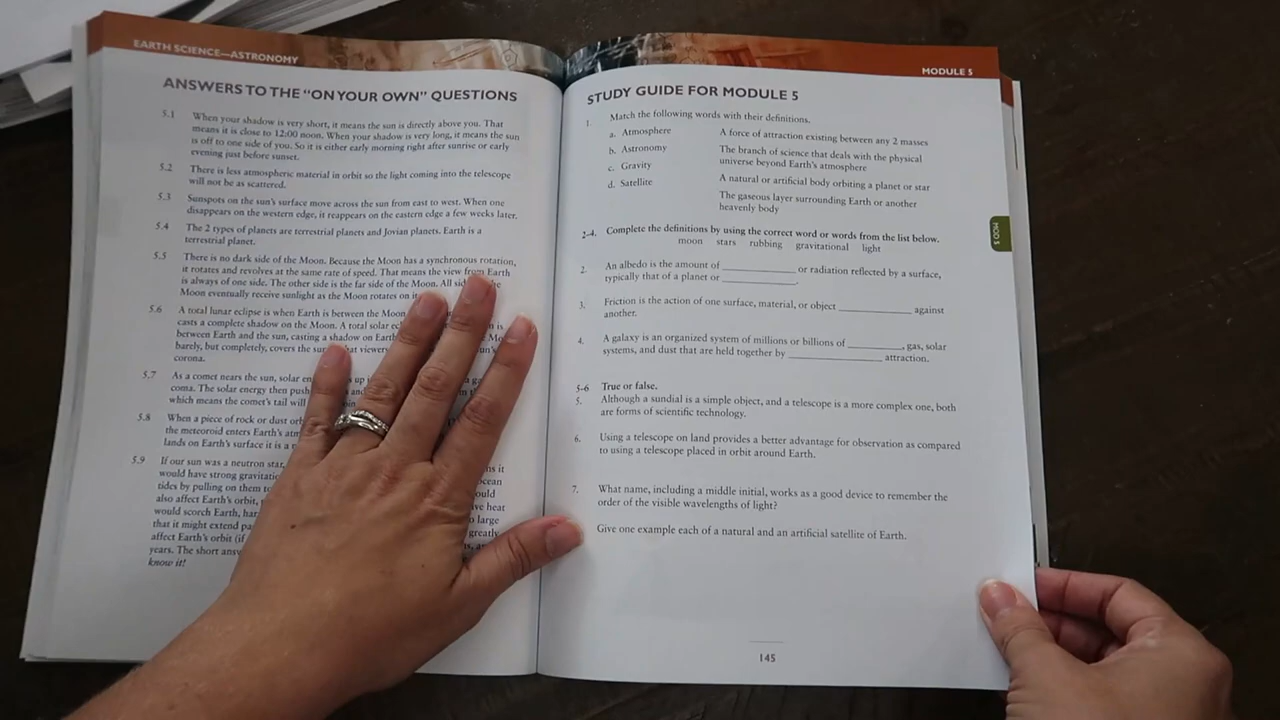 EARTH SCIENCE—ASTRONOMY
ANSWERS TO THE "ON YOUR OWN" QUESTIONS
5.1 When your shadow is very short, it means the sun is directly above you. That
means it is close to 12:00 noon. When your shadow is very long, it means the sun
is off to one side of you. So it is either early morning right after sunrise or early
evening just before sunset.
5.2 There is less atmospheric material in orbit so the light coming into the telescope
will not be as scattered.
5.3 Sunspots on the sun's surface move across the sun from east to west. When one
disappears on the western edge, it reappears on the eastern edge a few weeks later.
5.4 The 2 types of planets are terrestrial planets and Jovian planets. Earth is a
terrestrial planet.
5.5 There is no dark side of the Moon. Because the Moon has a synchronous rotation,
it rotates and revolves at the same rate of speed. That means the view from Earth
is always of one side. The other side is the far side of the Moon. All
Moon eventually receive sunlight as the Moon rotates on
5.6 A total lunar eclipse is when Earth is between the Moon
casts a complete shadow on the Moon. A total solar is
between Earth and the sun, casting a shadow on Earth
barely, but completely, covers the viewers
corona.
5.7 As a comet nears the sun, solar up
coma. The solar energy then
which means the comet's tail will
5.8 When a piece of rock or dust
the meteoroid enters Earth's
lands on Earth's surface it is a
5.9 If our sun was a neutron star, it
would have strong
tides by pulling on them
also affect Earth's orbit,
would scorch Earth, heat
that it might extend large
affect Earth's orbit (if greatly
years. The short
know it!
MODULE 5
STUDY GUIDE FOR MODULE 5
1. Match the following words with their definitions.
a. Atmosphere A force of attraction existing between any 2 masses
b. Astronomy The branch of science that deals with the physical
universe beyond Earth's atmosphere
c. Gravity A natural or artificial body orbiting a planet or star
d. Satellite The gaseous layer surrounding Earth or another
heavenly body
2-4. Complete the definitions by using the correct word or words from the list below.
moon stars rubbing gravitational light
2. An albedo is the amount of ____________ or radiation reflected by a surface,
typically that of a planet or ____________.
3. Friction is the action of one surface, material, or object ____________ against
another.
4. A galaxy is an organized system of millions or billions of _________, gas, solar
systems, and dust that are held together by _______________ attraction.
5-6 True or false.
5. Although a sundial is a simple object, and a telescope is a more complex one, both
are forms of scientific technology.
6. Using a telescope on land provides a better advantage for observation as compared
to using a telescope placed in orbit around Earth.
7. What name, including a middle initial, works as a good device to remember the
order of the visible wavelengths of light?
Give one example each of a natural and an artificial satellite of Earth.
MOD 5
145